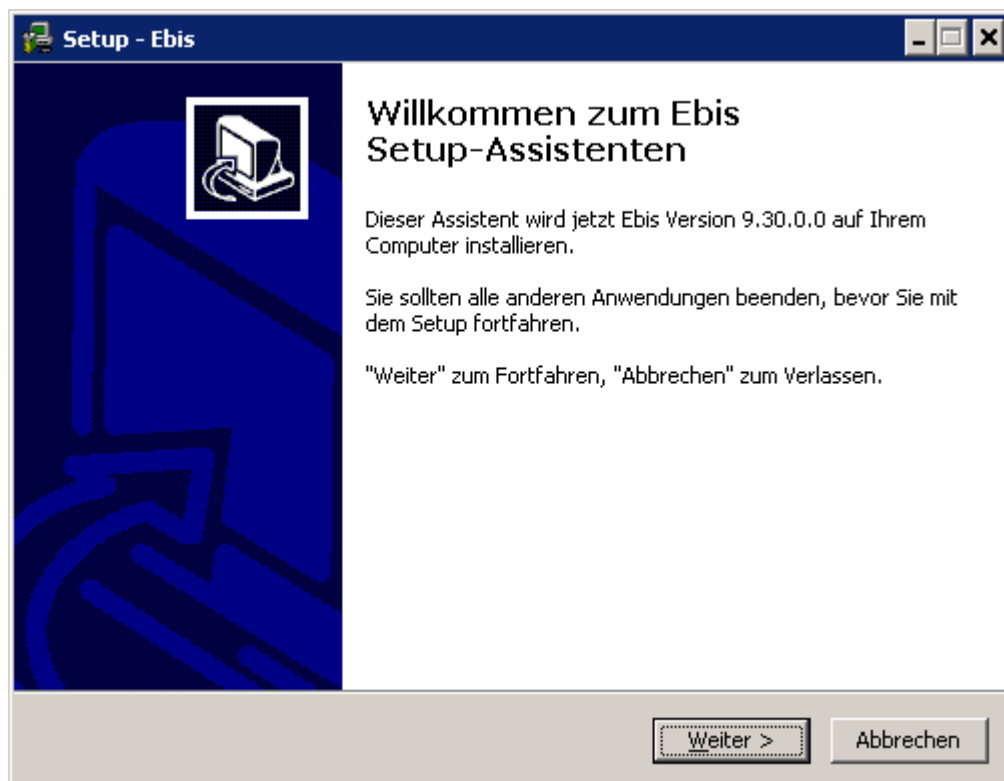 Setup - Ebis
Willkommen zum Ebis
Setup-Assistenten
Dieser Assistent wird jetzt Ebis Version 9.30.0.0 auf Ihrem
Computer installieren.
Sie sollten alle anderen Anwendungen beenden, bevor Sie mit
dem Setup fortfahren.
"Weiter" zum Fortfahren, "Abbrechen" zum Verlassen.
Weiter > Abbrechen